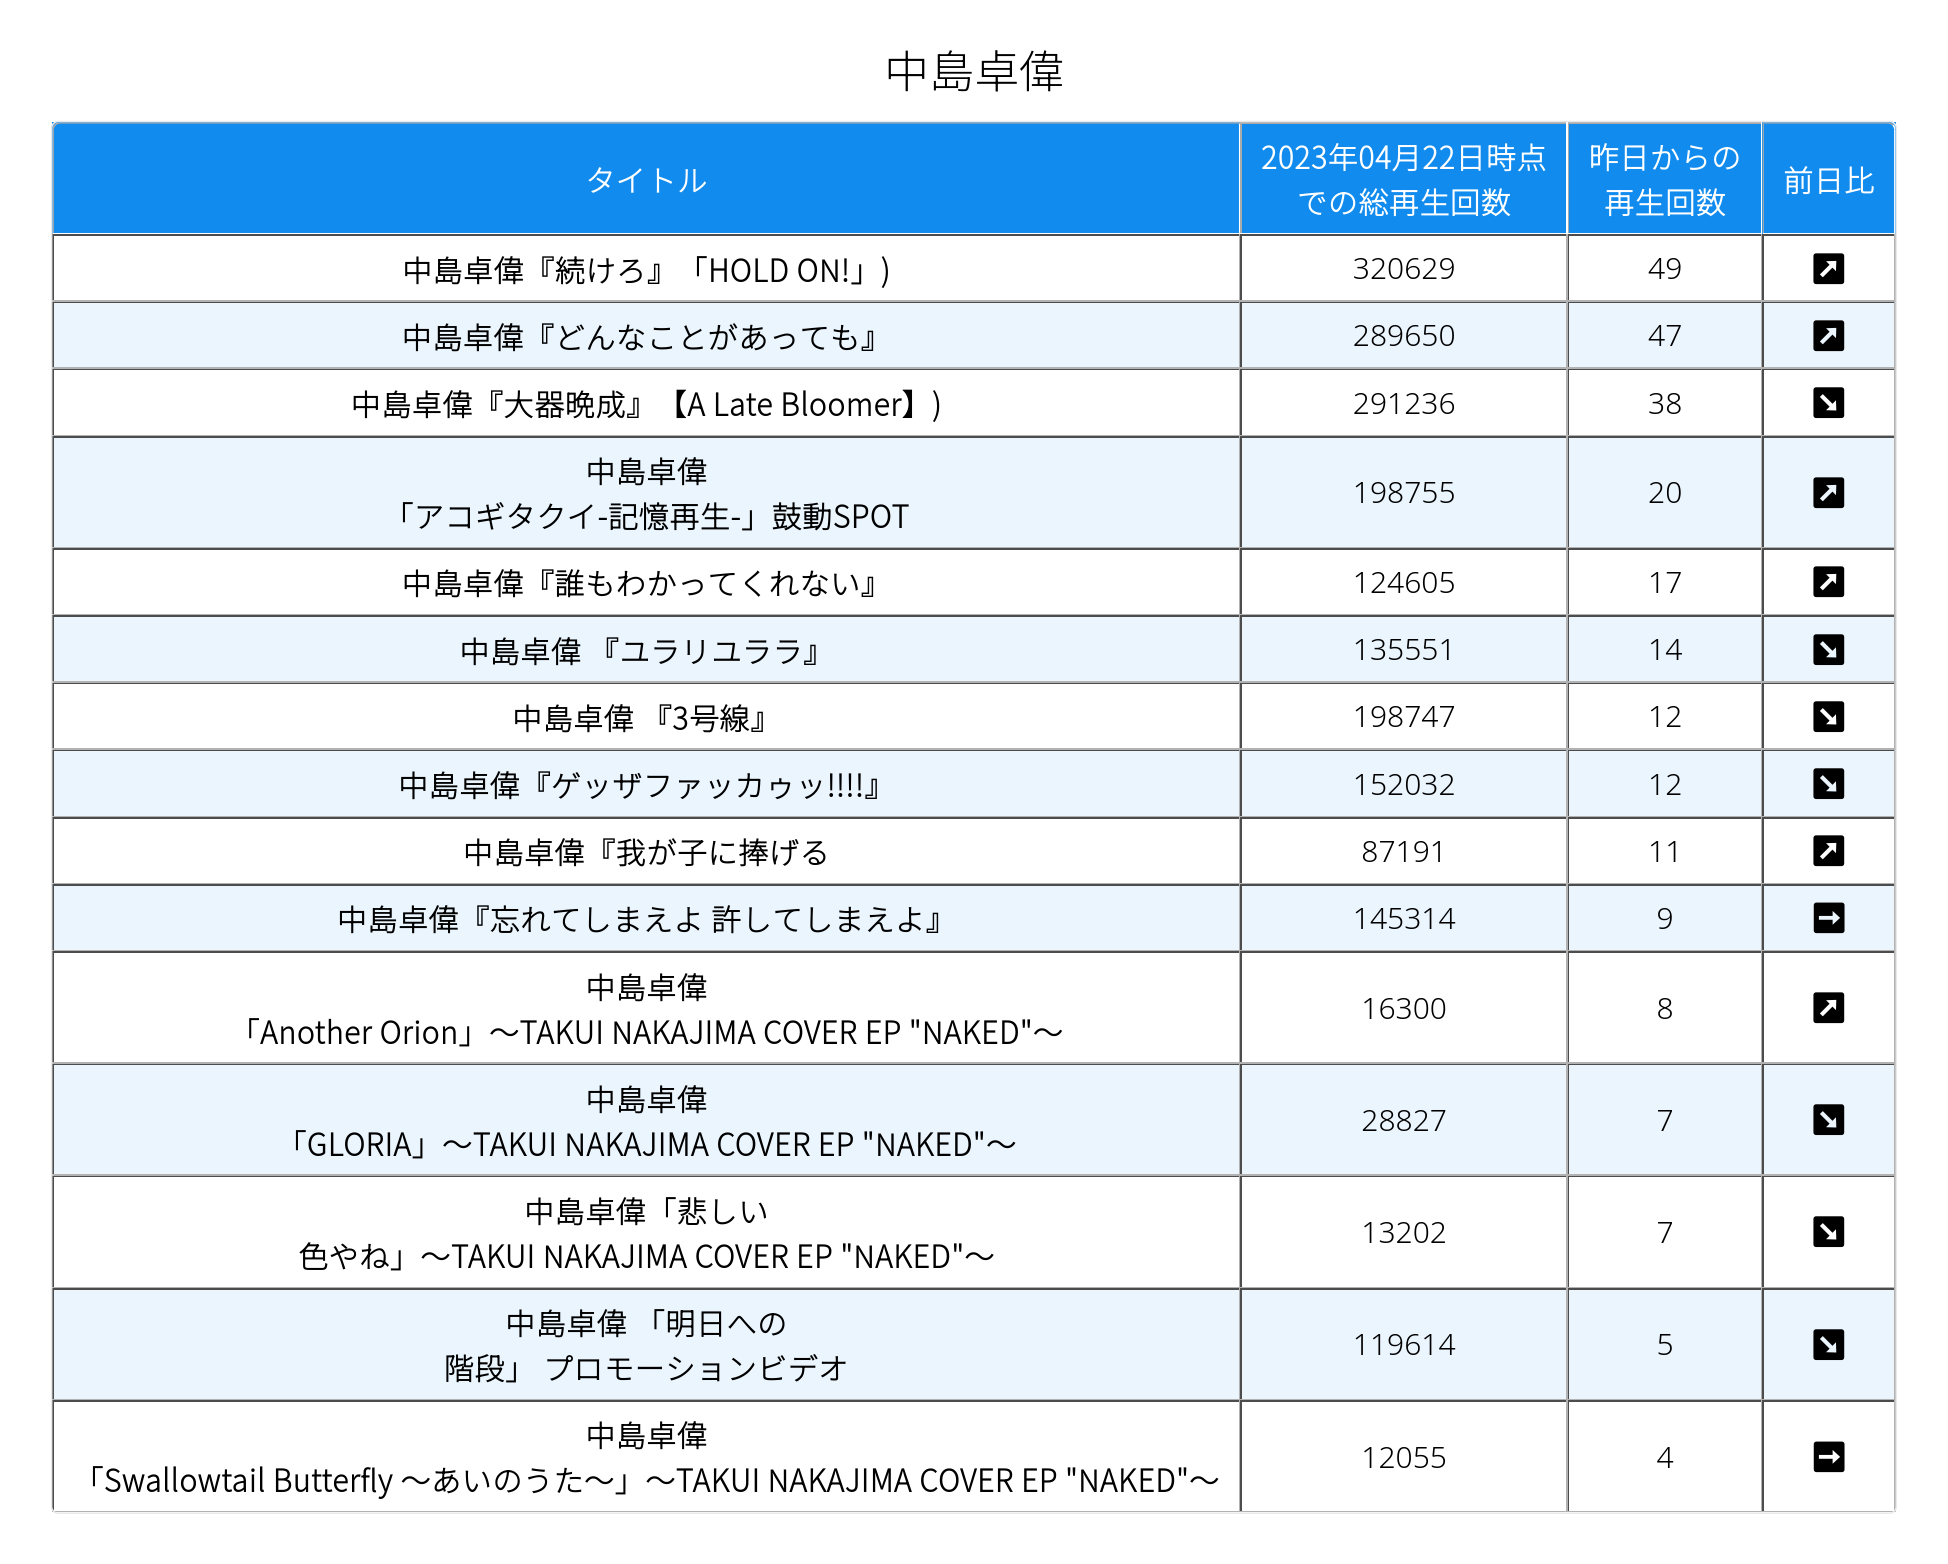 中島卓偉
タイトル
2023年04月22日時点
での総再生回数
昨日からの
再生回数
前日比
中島卓偉『続けろ』「HOLD ON!」)
320629
49
中島卓偉『どんなことがあっても』
289650
47
中島卓偉『大器晩成』【A Late Bloomer】)
291236
38
中島卓偉
「アコギタクイ-記憶再生-」鼓動SPOT
198755
20
中島卓偉『誰もわかってくれない』
124605
17
中島卓偉 『ユラリユララ』
135551
14
中島卓偉 『3号線』
198747
12
中島卓偉『ゲッザファッカゥッ!!!!』
152032
12
中島卓偉『我が子に捧げる
87191
11
中島卓偉『忘れてしまえよ 許してしまえよ』
145314
9
中島卓偉
「Another Orion」～TAKUI NAKAJIMA COVER EP "NAKED"～
16300
8
中島卓偉
「GLORIA」～TAKUI NAKAJIMA COVER EP "NAKED"～
28827
7
中島卓偉「悲しい
色やね」～TAKUI NAKAJIMA COVER EP "NAKED"～
13202
7
中島卓偉 「明日への
階段」 プロモーションビデオ
119614
5
中島卓偉
「Swallowtail Butterfly ～あいのうた～」～TAKUI NAKAJIMA COVER EP "NAKED"～
12055
4